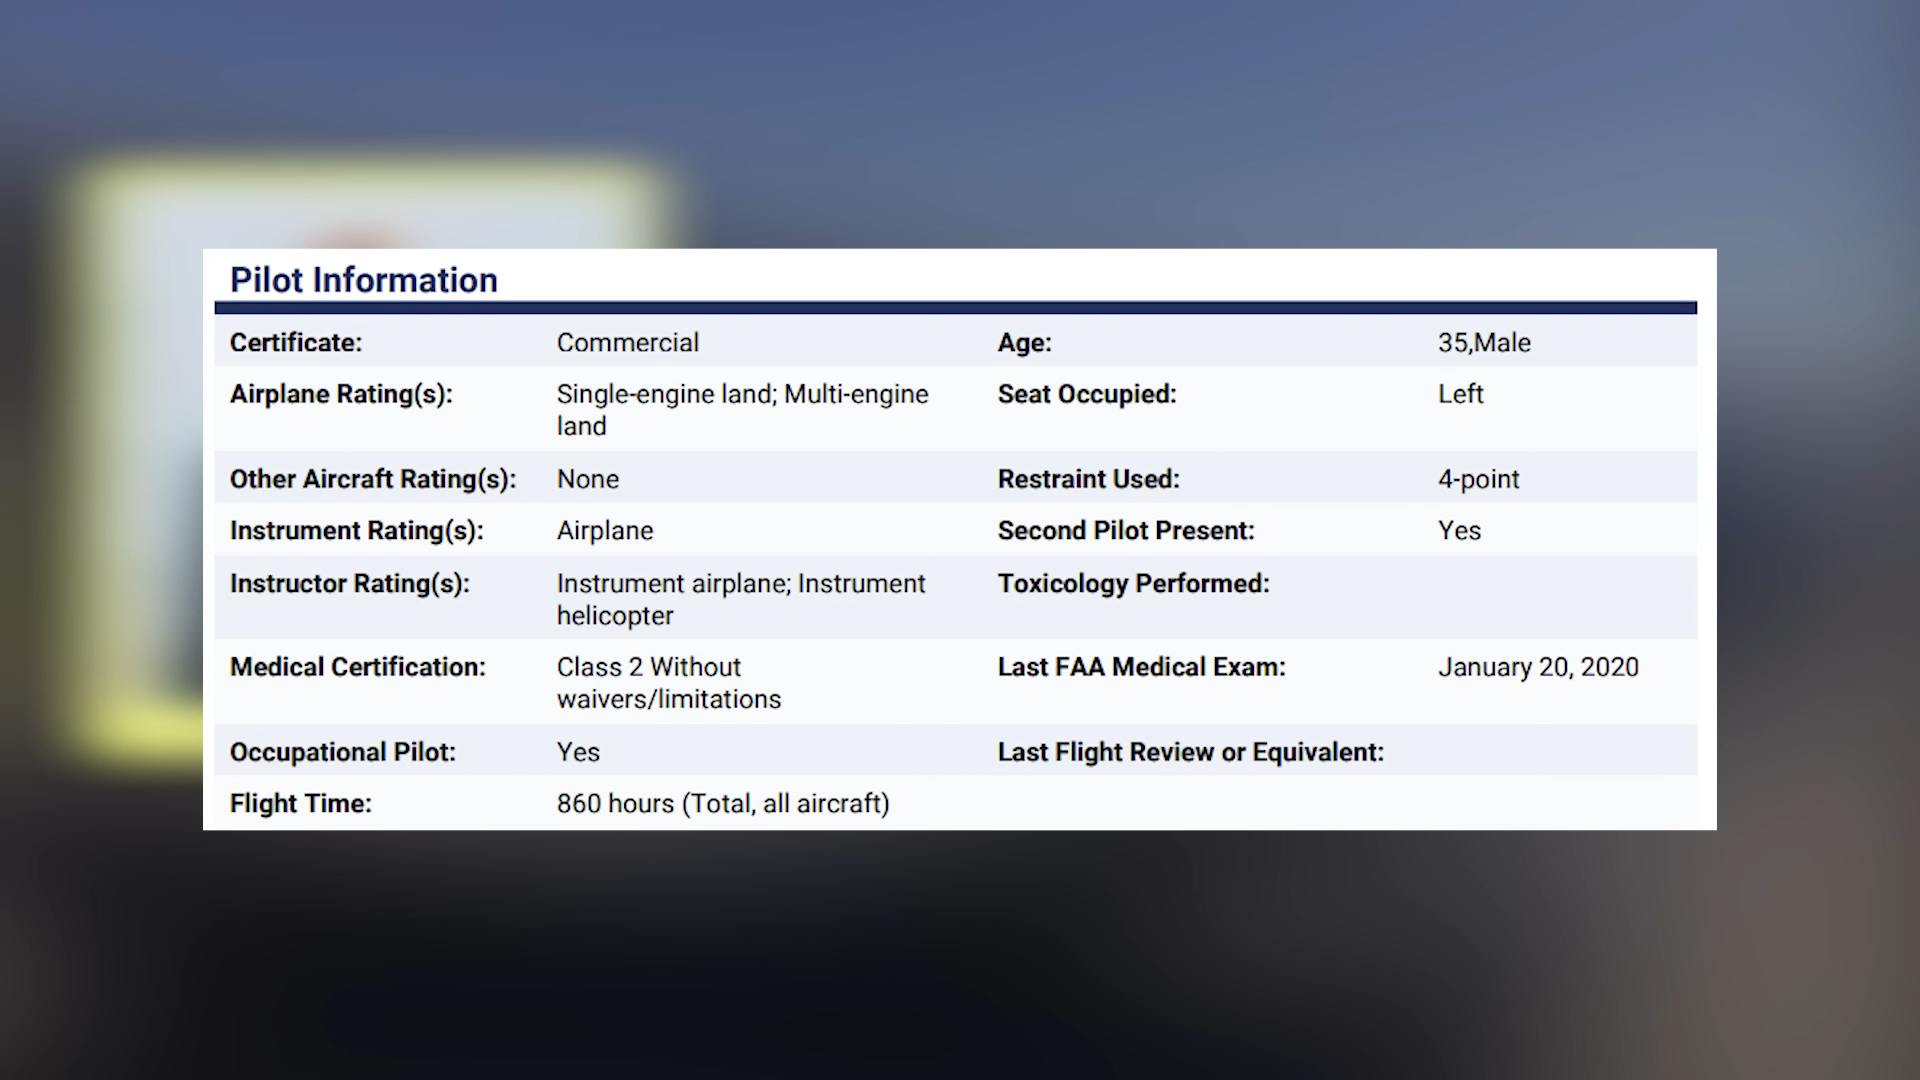 Pilot Information
Certificate: Commercial Age: 35,Male
Airplane Rating(s): Single-engine land; Multi-engine Seat Occupied: Left
land
Other Aircraft Rating(s): None Restraint Used: 4-point
Instrument Rating(s): Airplane Second Pilot Present: Yes
Instructor Rating(s): Instrument airplane; Instrument Toxicology Performed:
helicopter
Medical Certification: Class 2 Without Last FAA Medical Exam: January 20, 2020
waivers/limitations
Occupational Pilot: Yes Last Flight Review or Equivalent:
Flight Time: 860 hours (Total, all aircraft)